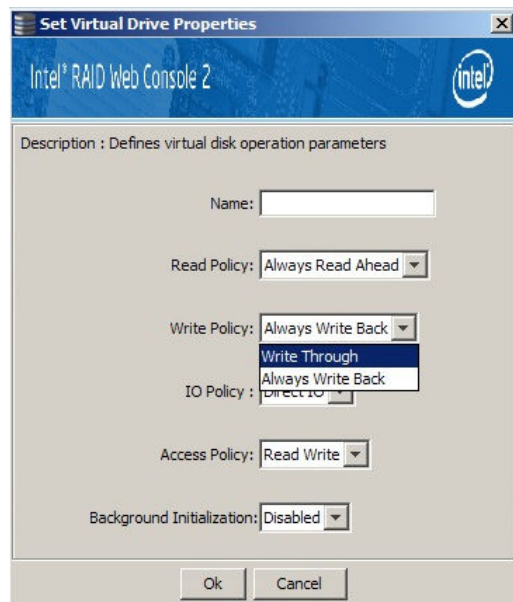 Set Virtual Drive Properties
Intel® RAID Web Console 2
intel
Description : Defines virtual disk operation parameters
Name:
Read Policy: Always Read Ahead
Write Policy: Always Write Back
Write Through
Always Write Back
IO Policy : Direct IO
Access Policy: Read Write
Background Initialization: Disabled
Ok Cancel